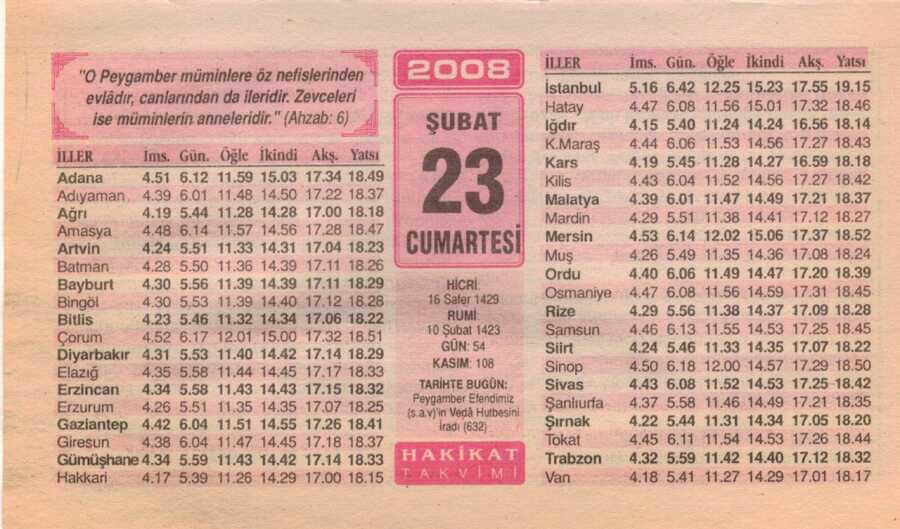 "O Peygamber müminlere öz nefislerinden
evlâdır, canlarından da ileridir. Zevceleri
ise müminlerin anneleridir." (Ahzab: 6)
İLLER İms. Gün. Öğle İkindi Akş. Yatsı
Adana 4.51 6.12 11.59 15.03 17.34 18.49
Adıyaman 4.39 6.01 11.48 14.50 17.22 18.37
Ağrı 4.19 5.44 11.28 14.28 17.00 18.18
Amasya 4.48 6.14 11.57 14.56 17.28 18.47
Artvin 4.24 5.51 11.33 14.31 17.04 18.23
Batman 4.28 5.50 11.36 14.39 17.11 18.26
Bayburt 4.30 5.56 11.39 14.39 17.11 18.29
Bingöl 4.30 5.53 11.39 14.40 17.12 18.28
Bitlis 4.23 5.46 11.32 14.34 17.06 18.22
Çorum 4.52 6.17 12.01 15.00 17.32 18.51
Diyarbakır 4.31 5.53 11.40 14.42 17.14 18.29
Elazığ 4.35 5.58 11.44 14.45 17.17 18.33
Erzincan 4.34 5.58 11.43 14.43 17.15 18.32
Erzurum 4.26 5.51 11.35 14.35 17.07 18.25
Gaziantep 4.42 6.04 11.51 14.55 17.26 18.41
Giresun 4.38 6.04 11.47 14.45 17.18 18.37
Gümüşhane 4.34 5.59 11.43 14.42 17.14 18.33
Hakkari 4.17 5.39 11.26 14.29 17.00 18.15
2008
ŞUBAT
23
CUMARTESİ
HİCRİ:
16 Safer 1429
RUMİ:
10 Şubat 1423
GÜN: 54
KASIM: 108
TARİHTE BUGÜN:
Peygamber Efendimiz
(s.a.v)'in Vedâ Hutbesini
iradı (632)
HAKİKAT
TAKVİMİ
İLLER İms. Gün. Öğle İkindi Akş. Yatsı
İstanbul 5.16 6.42 12.25 15.23 17.55 19.15
Hatay 4.47 6.08 11.56 15.01 17.32 18.46
Iğdır 4.15 5.40 11.24 14.24 16.56 18.14
K.Maraş 4.44 6.06 11.53 14.56 17.27 18.43
Kars 4.19 5.45 11.28 14.27 16.59 18.18
Kilis 4.43 6.04 11.52 14.56 17.27 18.42
Malatya 4.39 6.01 11.47 14.49 17.21 18.37
Mardin 4.29 5.51 11.38 14.41 17.12 18.27
Mersin 4.53 6.14 12.02 15.06 17.37 18.52
Muş 4.26 5.49 11.35 14.36 17.08 18.24
Ordu 4.40 6.06 11.49 14.47 17.20 18.39
Osmaniye 4.47 6.08 11.56 14.59 17.31 18.45
Rize 4.29 5.56 11.38 14.37 17.09 18.28
Samsun 4.46 6.13 11.55 14.53 17.25 18.45
Siirt 4.24 5.46 11.33 14.35 17.07 18.22
Sinop 4.50 6.18 12.00 14.57 17.29 18.50
Sivas 4.43 6.08 11.52 14.53 17.25 18.42
Şanlıurfa 4.37 5.58 11.46 14.49 17.21 18.35
Şırnak 4.22 5.44 11.31 14.34 17.05 18.20
Tokat 4.45 6.11 11.54 14.53 17.26 18.44
Trabzon 4.32 5.59 11.42 14.40 17.12 18.32
Van 4.18 5.41 11.27 14.29 17.01 18.17